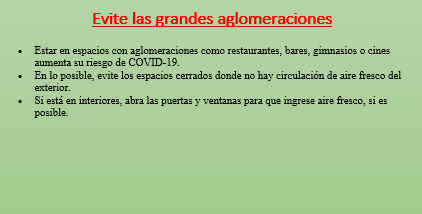 Evite las grandes aglomeraciones
• Estar en espacios con aglomeraciones como restaurantes, bares, gimnasios o cines
aumenta su riesgo de COVID-19.
• En lo posible, evite los espacios cerrados donde no hay circulación de aire fresco del
exterior.
• Si está en interiores, abra las puertas y ventanas para que ingrese aire fresco, si es
posible.